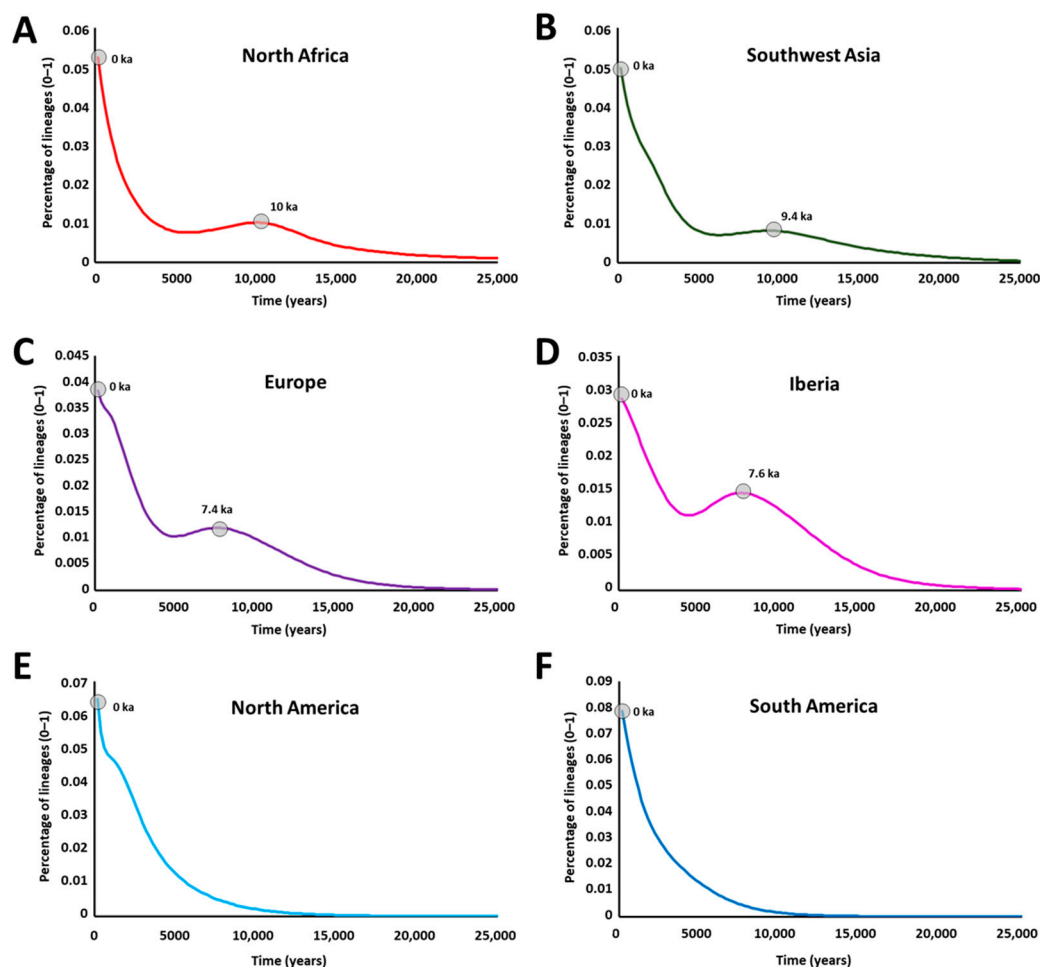 A
North Africa
Percentage of lineages (0–1)
0.06
0.05
0.04
0.03
0.02
0.01
0
0 ka
10 ka
0 5000 10,000 15,000 20,000 25,000
Time (years)
B
Southwest Asia
Percentage of lineages (0–1)
0.06
0.05
0.04
0.03
0.02
0.01
0
0 ka
9.4 ka
0 5000 10,000 15,000 20,000 25,000
Time (years)
C
Europe
Percentage of lineages (0–1)
0.045
0.04
0.035
0.03
0.025
0.02
0.015
0.01
0.005
0
0 ka
7.4 ka
0 5000 10,000 15,000 20,000 25,000
Time (years)
D
Iberia
Percentage of lineages (0–1)
0.035
0.03
0.025
0.02
0.015
0.01
0.005
0
0 ka
7.6 ka
0 5000 10,000 15,000 20,000 25,000
Time (years)
E
North America
Percentage of lineages (0–1)
0.07
0.06
0.05
0.04
0.03
0.02
0.01
0
0 ka
0 5000 10,000 15,000 20,000 25,000
Time (years)
F
South America
Percentage of lineages (0–1)
0.09
0.08
0.07
0.06
0.05
0.04
0.03
0.02
0.01
0
0 ka
0 5000 10,000 15,000 20,000 25,000
Time (years)